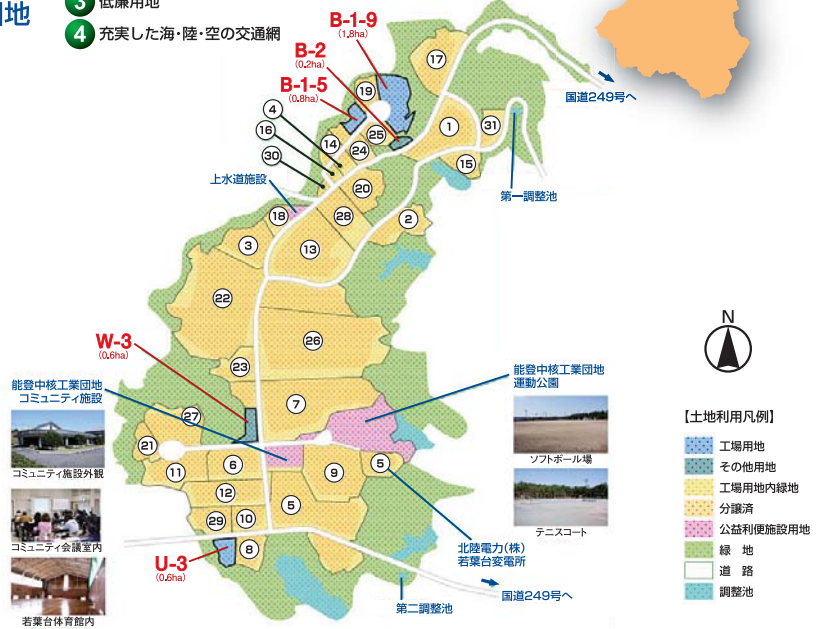 団地
3 低廉用地
4 充実した海・陸・空の交通網
B-1-9
(1.8ha)
B-2
(0.2ha)
B-1-5
(0.8ha)
17
国道249号へ
19
4
16
30
14
24
25
1
31
15
上水道施設
20
第一調整池
18
28
2
3
13
22
N
W-3
(0.6ha)
26
23
能登中核工業団地
運動公園
能登中核工業団地
コミュニティ施設
7
27
【土地利用凡例】
工場用地
その他用地
工場用地内緑地
分譲済
公益利便施設用地
緑 地
道 路
調整池
21
ソフトボール場
コミュニティ施設外観
11
6
9
5
12
5
29
10
テニスコート
コミュニティ会議室内
8
北陸電力(株)
若葉台変電所
U-3
(0.6ha)
国道249号へ
第二調整池
若葉台体育館内